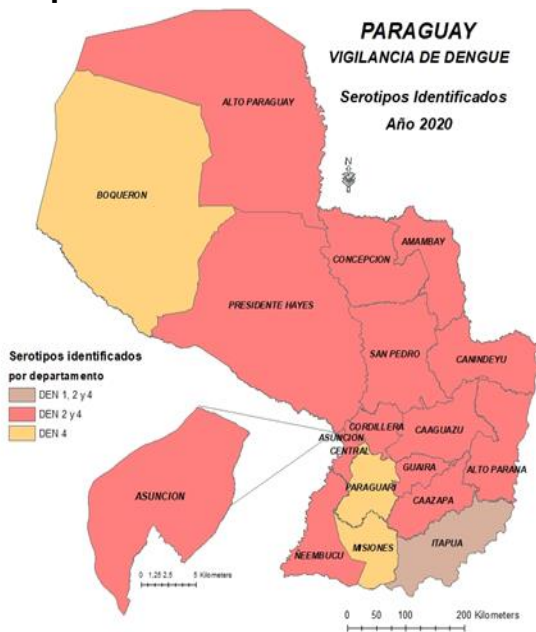 PARAGUAY
VIGILANCIA DE DENGUE
Serotipos Identificados
Año 2020
N
ALTO PARAGUAY
BOQUERON
AMAMBAY
CONCEPCION
PRESIDENTE HAYES
SAN PEDRO
CANINDEYU
Serotipos identificados
por departamento
DEN 1, 2 y 4
DEN 2 y 4
DEN 4
CORDILLERA
CAAGUAZU
ASUNCION
CENTRAL
GUAIRA
ALTO PARANA
PARAGUARI
CAAZAPA
ASUNCION
ITAPUA
ÑEEMBUCU
MISIONES
0 1,25 2,5 5 Kilometers
0 50 100 200 Kilometers